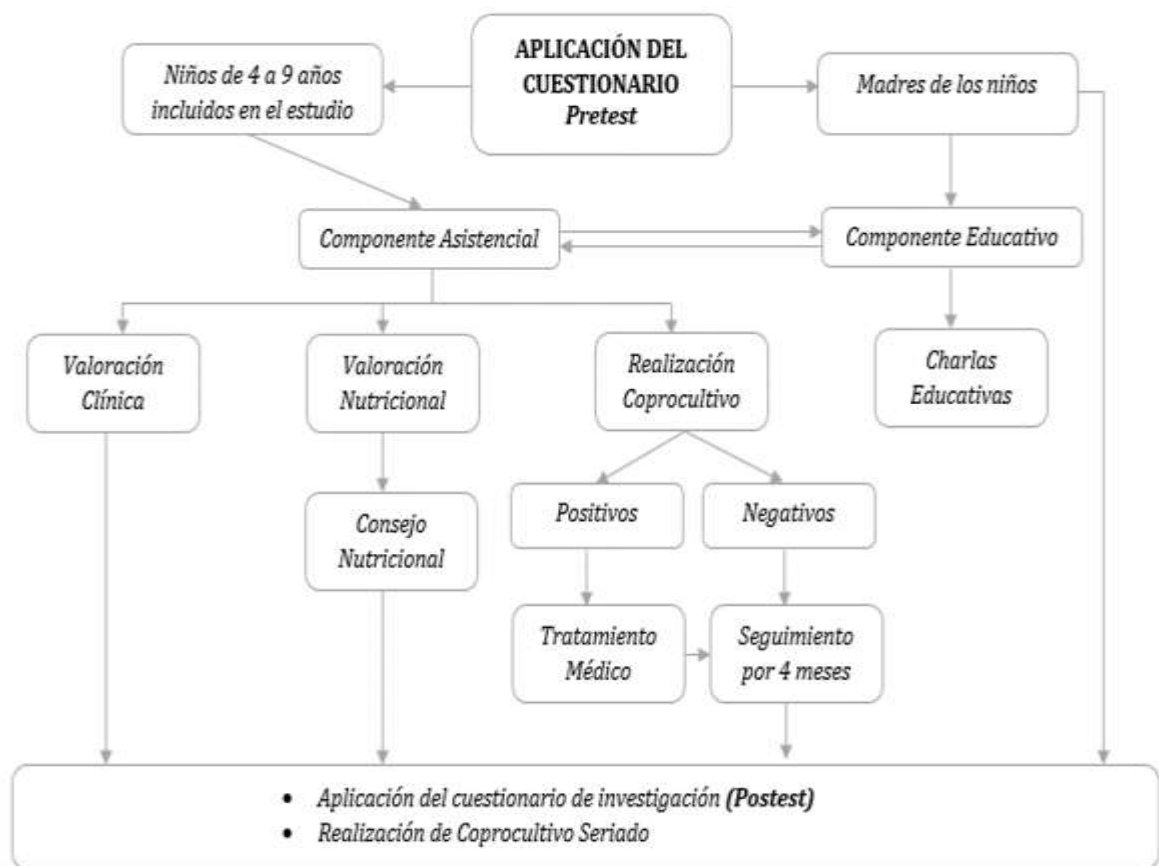 APLICACIÓN DEL
CUESTIONARIO
Pretest
Niños de 4 a 9 años
incluidos en el estudio
Madres de los niños
Componente Asistencial
Componente Educativo
Valoración
Clínica
Valoración
Nutricional
Realización
Coprocultivo
Charlas
Educativas
Positivos
Negativos
Consejo
Nutricional
Tratamiento
Médico
Seguimiento
por 4 meses
• Aplicación del cuestionario de investigación (Postest)
• Realización de Coprocultivo Seriado